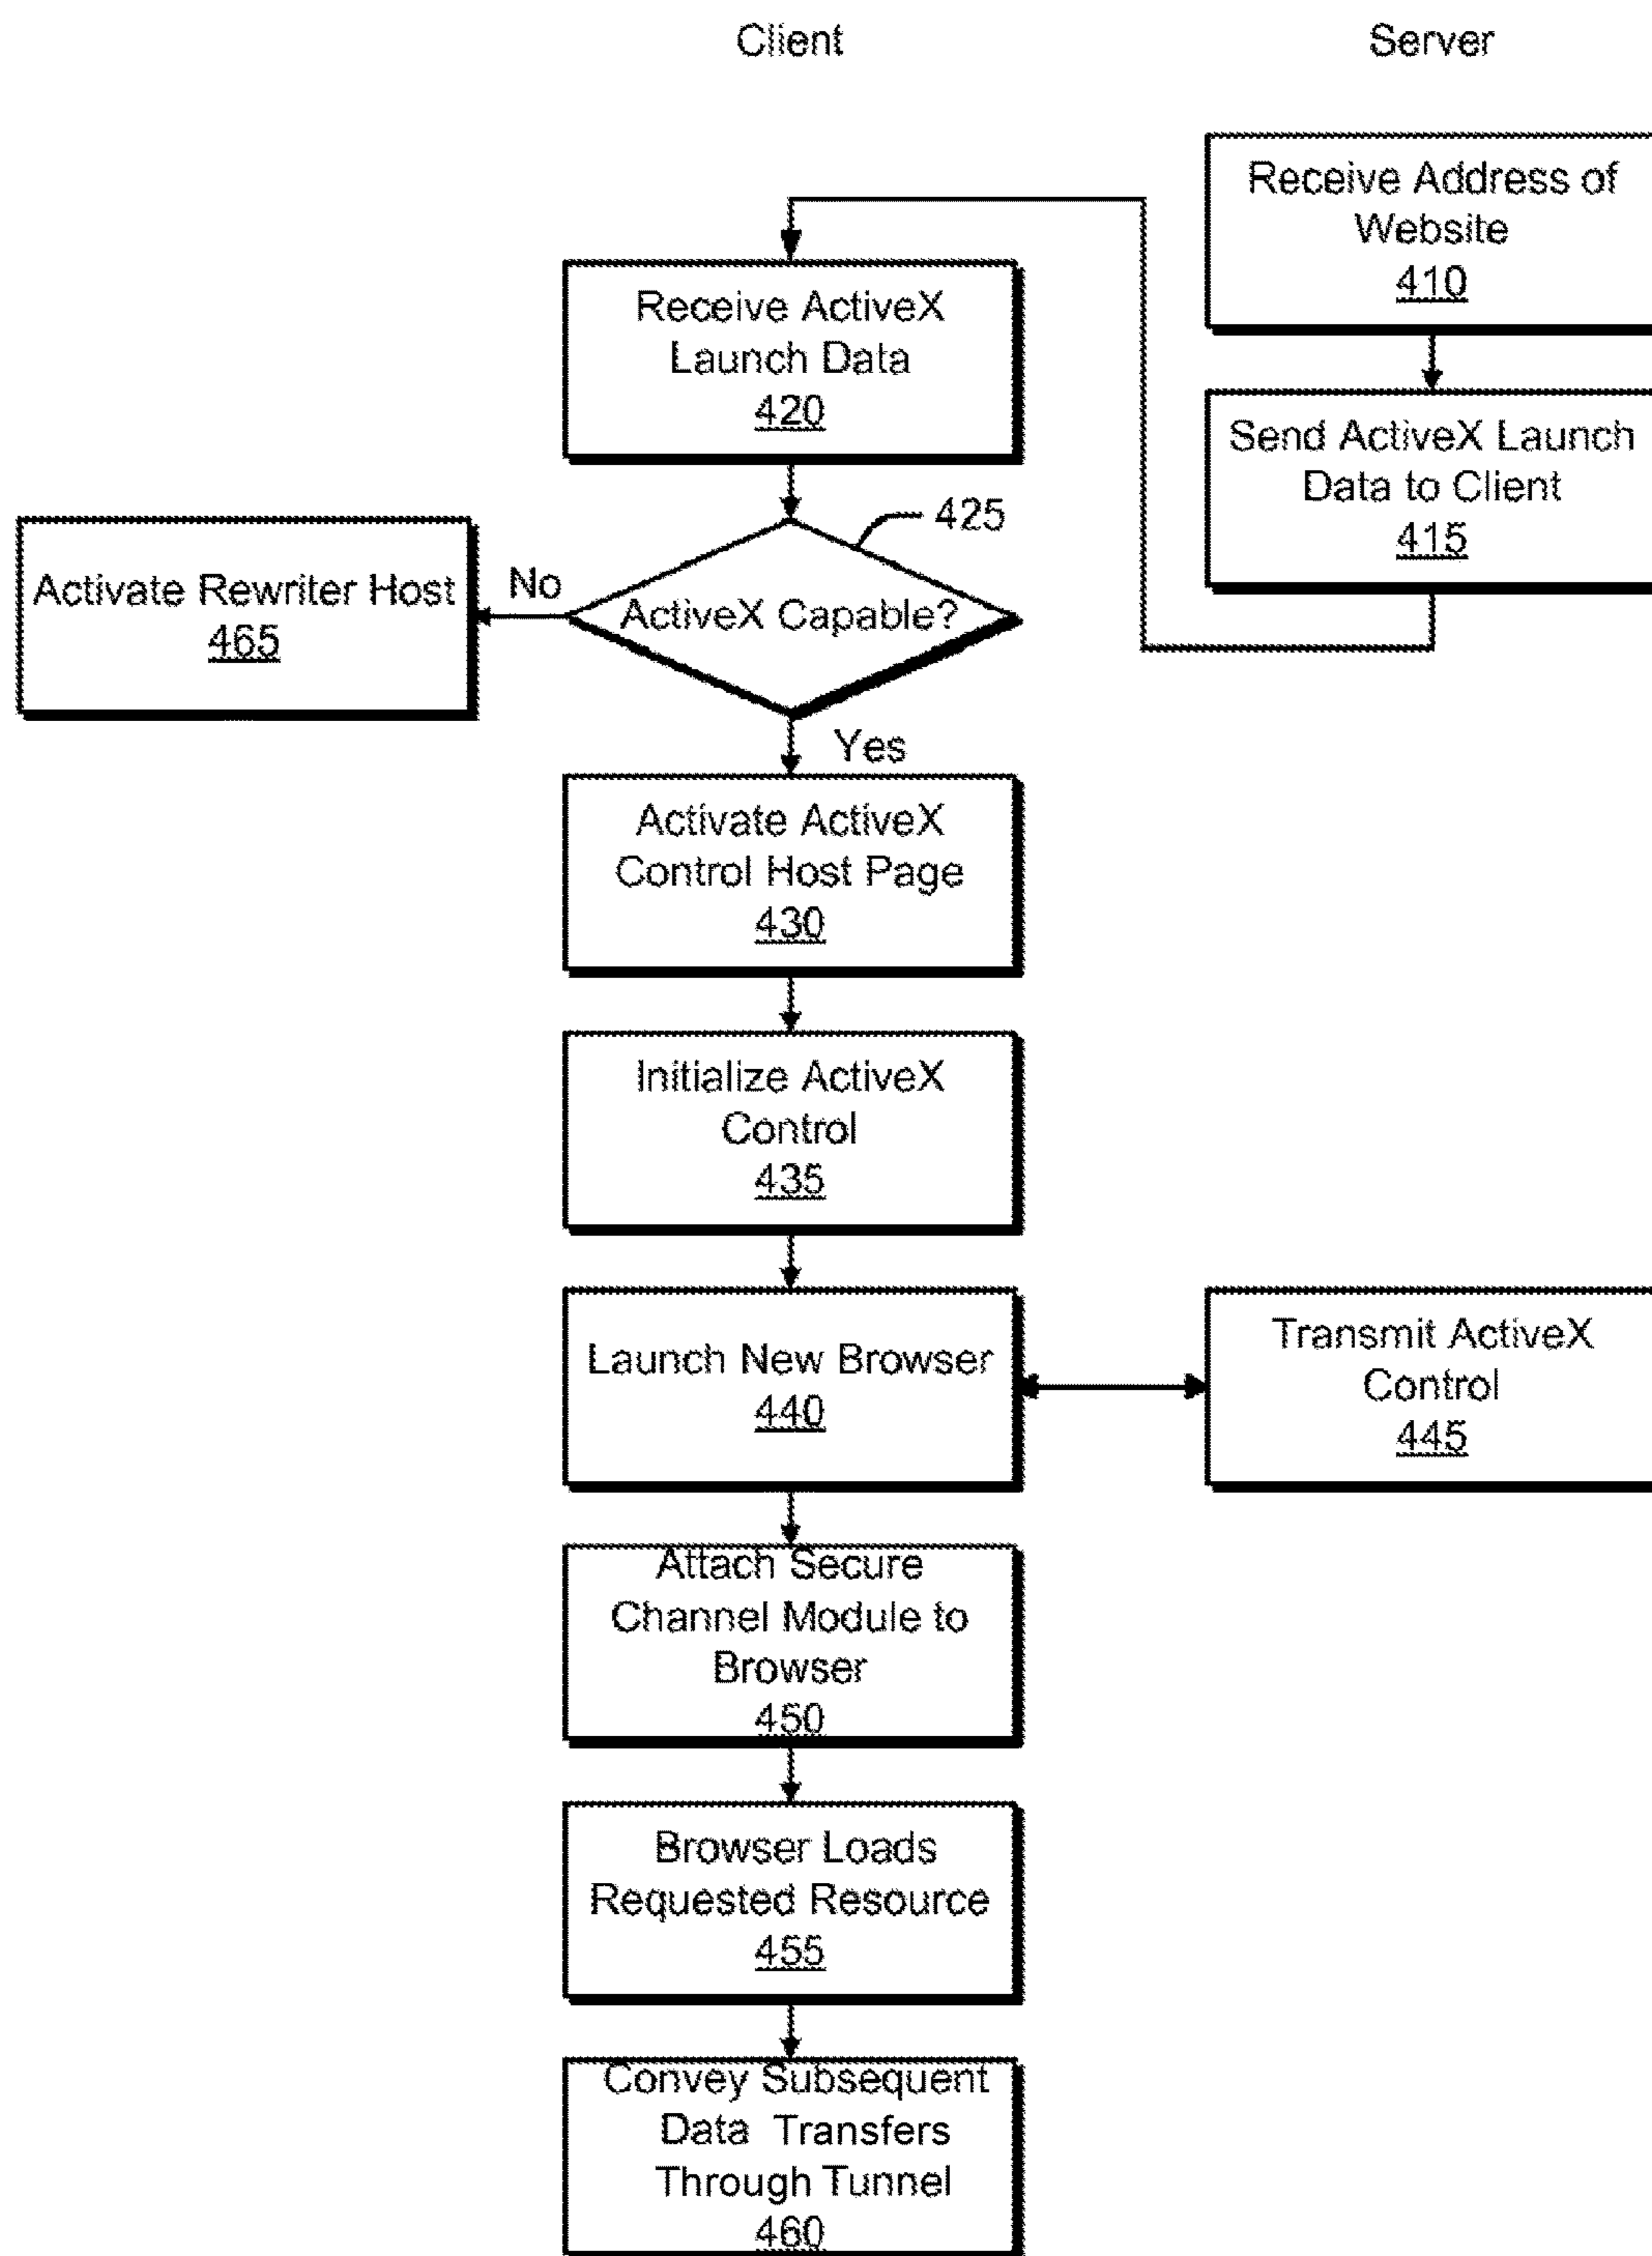 Client
Server
Receive Address of
Website
410
Receive ActiveX
Launch Data
420
Send ActiveX Launch
Data to Client
415
425
ActiveX Capable?
No
Activate Rewriter Host
465
Yes
Activate ActiveX
Control Host Page
430
Initialize ActiveX
Control
435
Launch New Browser
440
Transmit ActiveX
Control
445
Attach Secure
Channel Module to
Browser
450
Browser Loads
Requested Resource
455
Convey Subsequent
Data Transfers
Through Tunnel
460